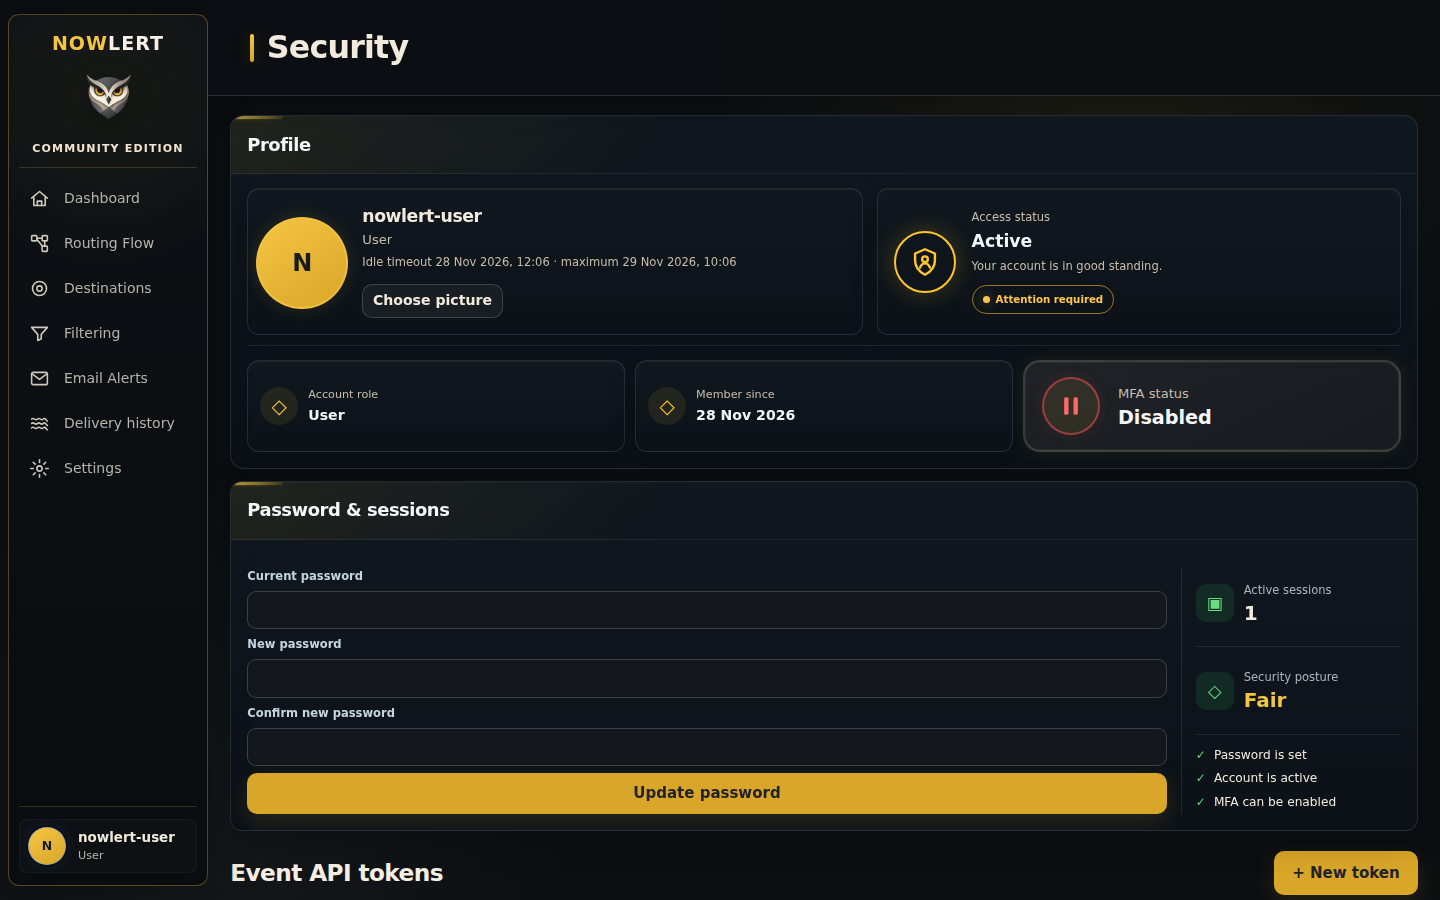 NOWLERT
COMMUNITY EDITION
Dashboard
Routing Flow
Destinations
Filtering
Email Alerts
Delivery history
Settings
N
nowlert-user
User
Security
Profile
N
nowlert-user
User
Idle timeout 28 Nov 2026, 12:06 · maximum 29 Nov 2026, 10:06
Choose picture
Access status
Active
Your account is in good standing.
Attention required
Account role
User
Member since
28 Nov 2026
MFA status
Disabled
Password & sessions
Current password
New password
Confirm new password
Update password
Active sessions
1
Security posture
Fair
✓ Password is set
✓ Account is active
✓ MFA can be enabled
Event API tokens
+ New token